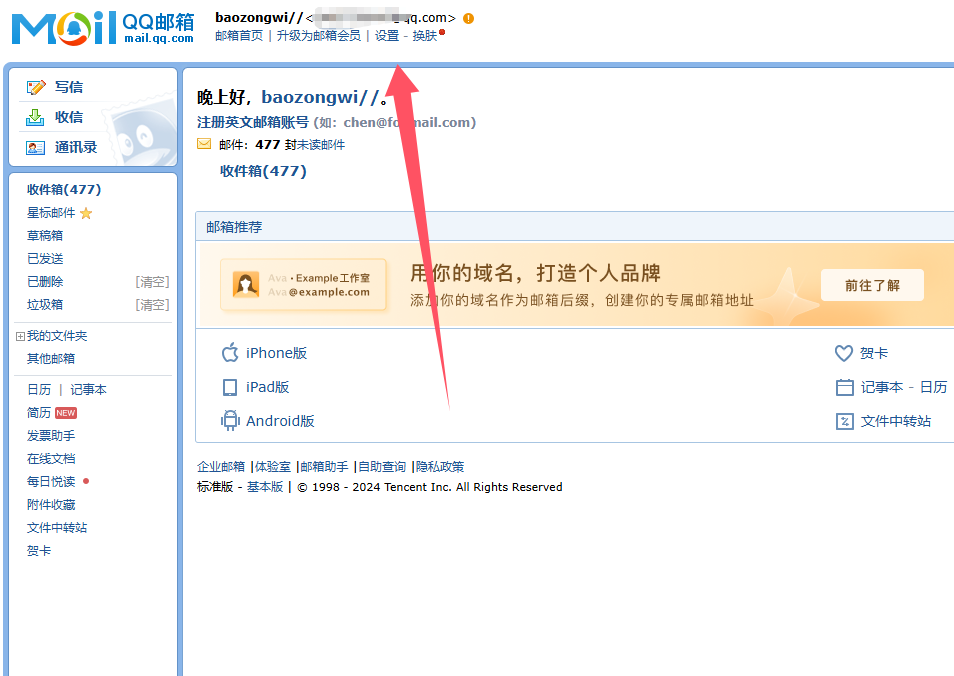 Mail QQ邮箱
mail.qq.com
baozongwi//< qq.com>
邮箱首页 | 升级为邮箱会员 | 设置 - 换肤
写信
收信
通讯录
收件箱(477)
星标邮件
草稿箱
已发送
已删除 [清空]
垃圾箱 [清空]
我的文件夹
其他邮箱
日历 | 记事本
简历 NEW
发票助手
在线文档
每日悦读
附件收藏
文件中转站
贺卡
晚上好，baozongwi//。
注册英文邮箱账号 (如: chen@foxmail.com)
邮件: 477 封未读邮件
收件箱(477)
邮箱推荐
Ava·Example工作室
Ava@example.com
用你的域名，打造个人品牌
添加你的域名作为邮箱后缀，创建你的专属邮箱地址
前往了解
iPhone版
iPad版
Android版
贺卡
记事本 - 日历
文件中转站
企业邮箱 |体验室 |邮箱助手 |自助查询 |隐私政策
标准版 - 基本版 | © 1998 - 2024 Tencent Inc. All Rights Reserved